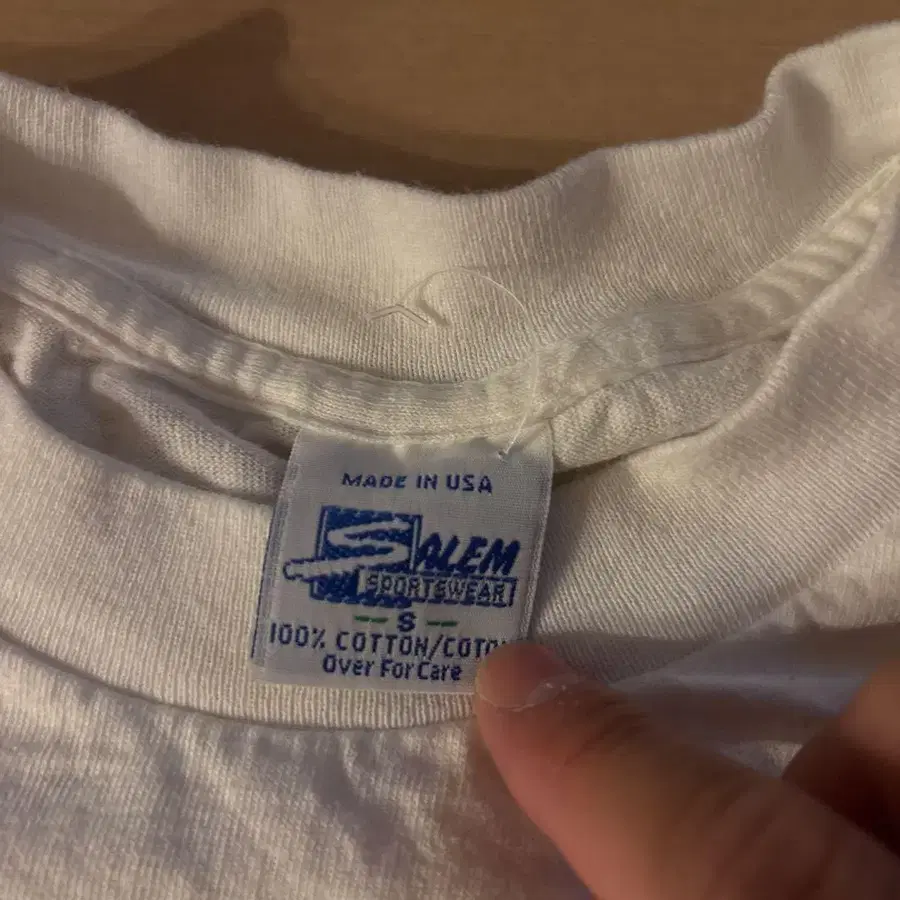 MADE IN USA
SALEM
SPORTSWEAR
-- S --
100% COTTON/COTO
Over For Care